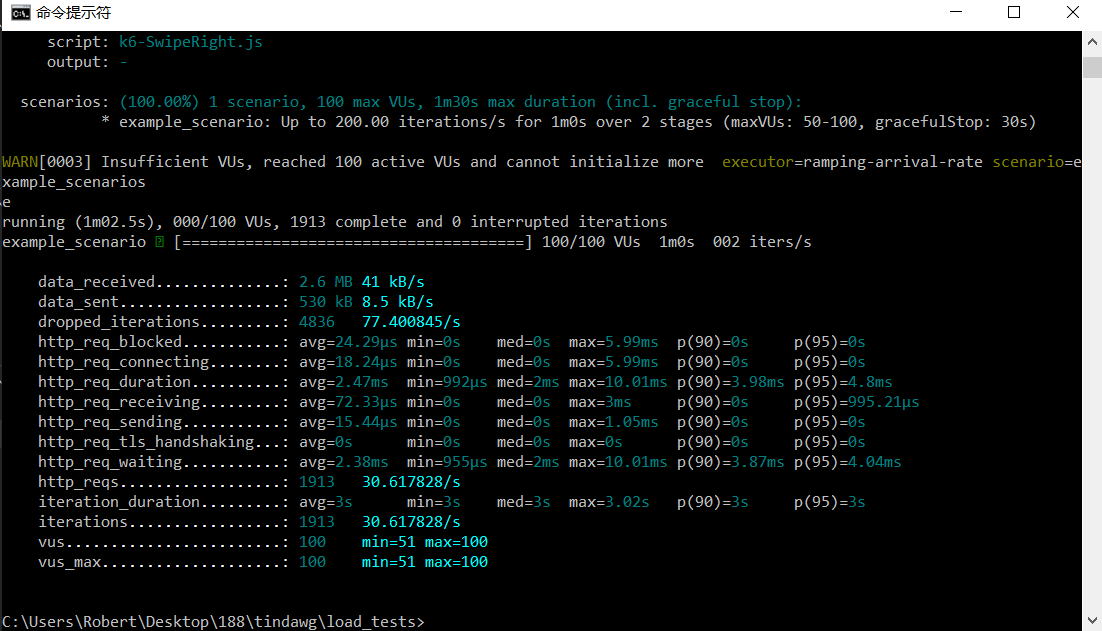 命令提示符
script: k6-SwipeRight.js
output: -
scenarios: (100.00%) 1 scenario, 100 max VUs, 1m30s max duration (incl. graceful stop):
* example_scenario: Up to 200.00 iterations/s for 1m0s over 2 stages (maxVUs: 50-100, gracefulStop: 30s)
WARN[0003] Insufficient VUs, reached 100 active VUs and cannot initialize more  executor=ramping-arrival-rate scenario=e
xample_scenarios
e
running (1m02.5s), 000/100 VUs, 1913 complete and 0 interrupted iterations
example_scenario [======================================] 100/100 VUs  1m0s  002 iters/s
data_received..............: 2.6 MB 41 kB/s
data_sent..................: 530 kB 8.5 kB/s
dropped_iterations.........: 4836   77.400845/s
http_req_blocked...........: avg=24.29µs min=0s    med=0s  max=5.99ms  p(90)=0s     p(95)=0s
http_req_connecting........: avg=18.24µs min=0s    med=0s  max=5.99ms  p(90)=0s     p(95)=0s
http_req_duration..........: avg=2.47ms  min=992µs med=2ms max=10.01ms p(90)=3.98ms p(95)=4.8ms
http_req_receiving.........: avg=72.33µs min=0s    med=0s  max=3ms     p(90)=0s     p(95)=995.21µs
http_req_sending...........: avg=15.44µs min=0s    med=0s  max=1.05ms  p(90)=0s     p(95)=0s
http_req_tls_handshaking...: avg=0s      min=0s    med=0s  max=0s      p(90)=0s     p(95)=0s
http_req_waiting...........: avg=2.38ms  min=955µs med=2ms max=10.01ms p(90)=3.87ms p(95)=4.04ms
http_reqs..................: 1913   30.617828/s
iteration_duration.........: avg=3s      min=3s    med=3s  max=3.02s   p(90)=3s     p(95)=3s
iterations.................: 1913   30.617828/s
vus........................: 100    min=51 max=100
vus_max....................: 100    min=51 max=100
C:\Users\Robert\Desktop\188\tindawg\load_tests>